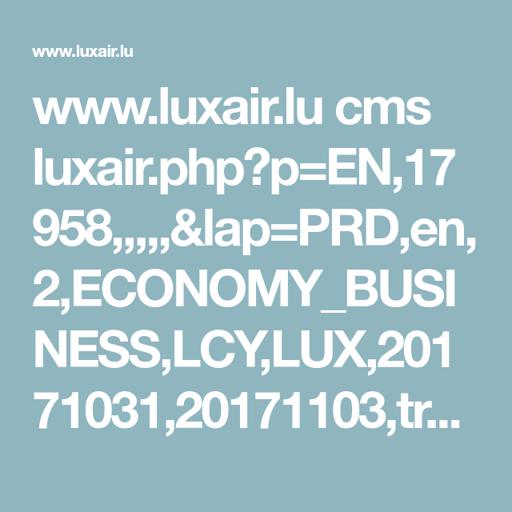 www.luxair.lu
www.luxair.lu cms
luxair.php?p=EN,17
958,,,,,&lap=PRD,en,
2,ECONOMY_BUSI
NESS,LCY,LUX,201
71031,20171103,tr...